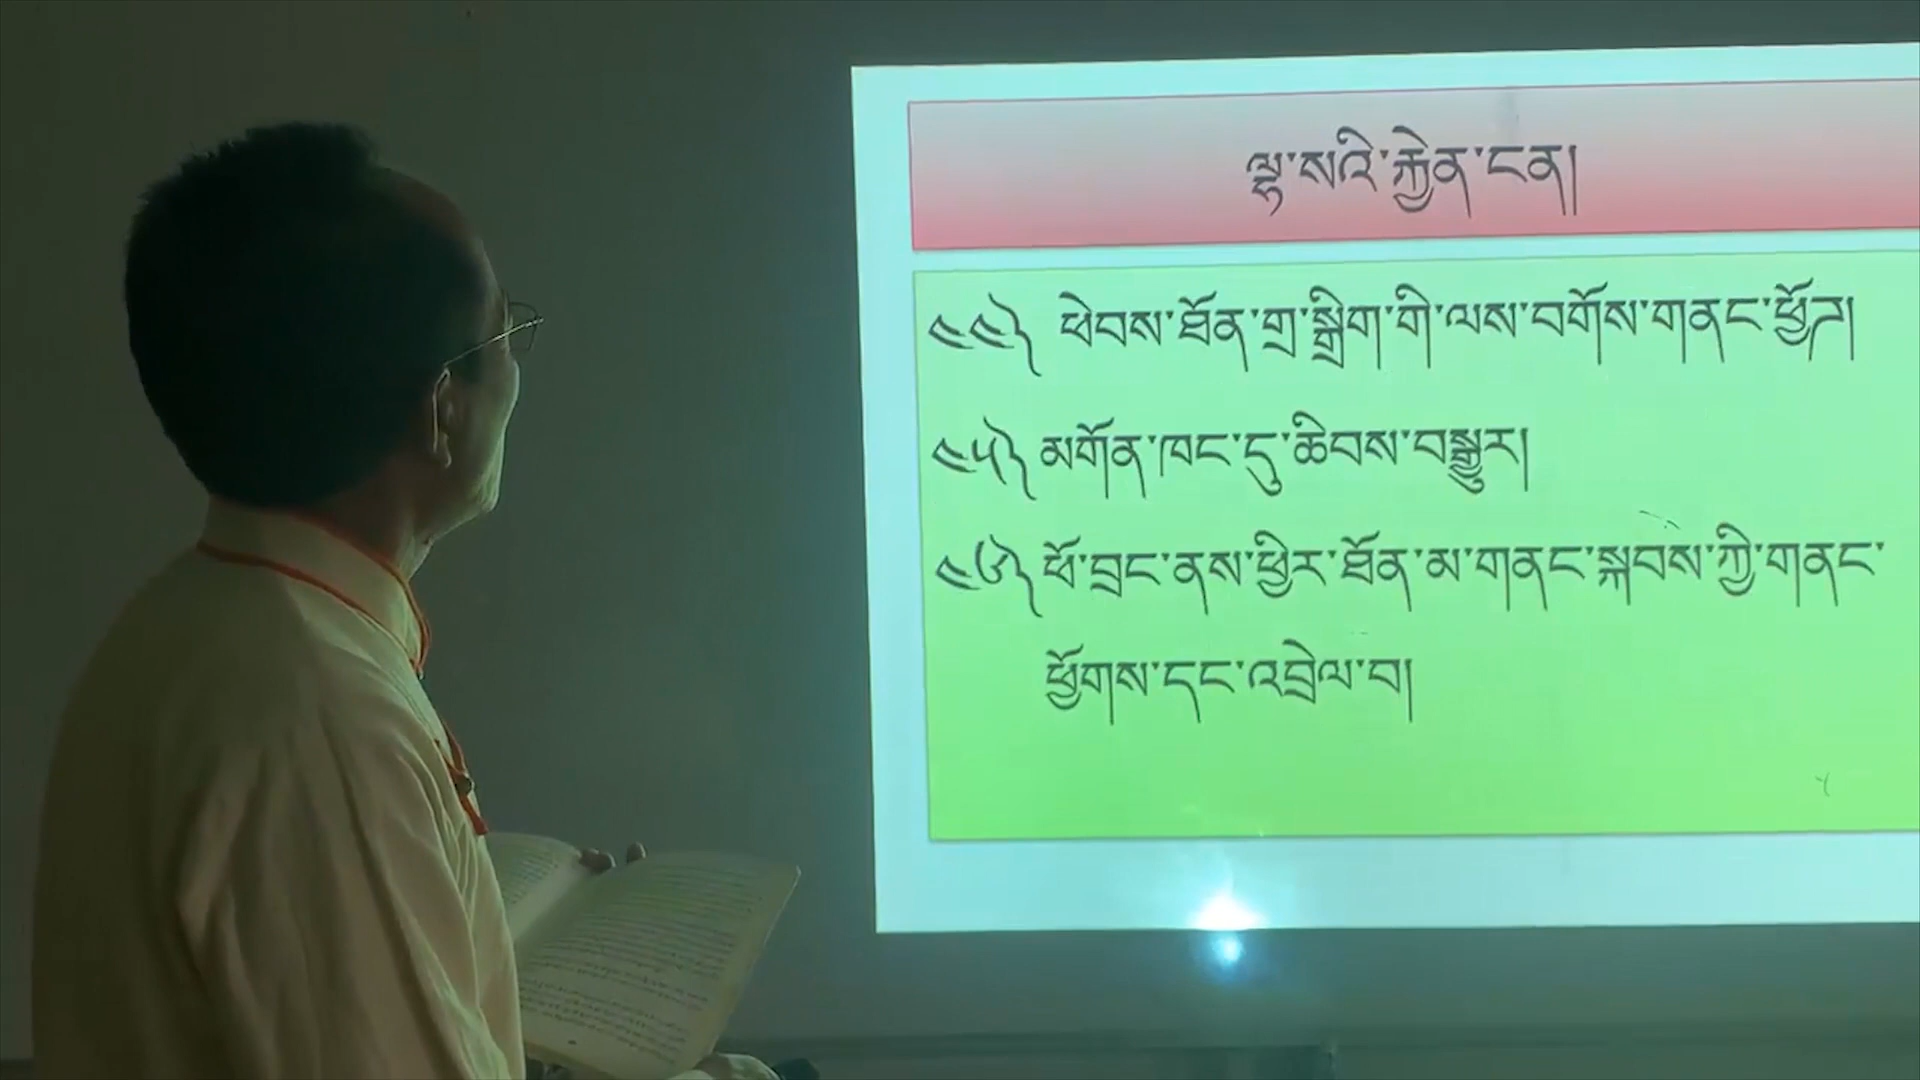 ལྷ་སའི་རྐྱེན་ངན།
༤༤༽ ཕེབས་ཐོན་གྲ་སྒྲིག་གི་ལས་བགོས་གནང་ཕྱོཊ།
༤༥༽ མགོན་ཁང་དུ་ཆིབས་བསྒྱུར།
༤༦༽ ཕོ་བྲང་ནས་ཕྱིར་ཐོན་མ་གནང་སྐབས་ཀྱི་གནང་
ཕྱོགས་དང་འབྲེལ་བ།